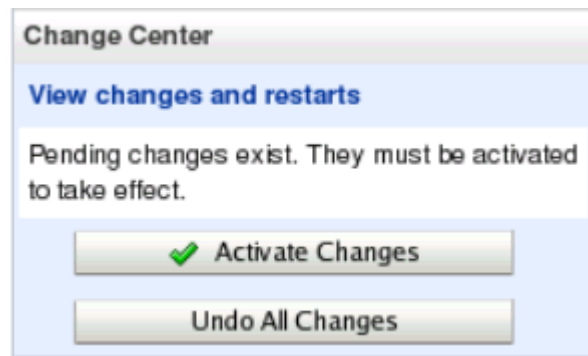 Change Center
View changes and restarts
Pending changes exist. They must be activated
to take effect.
Activate Changes
Undo All Changes